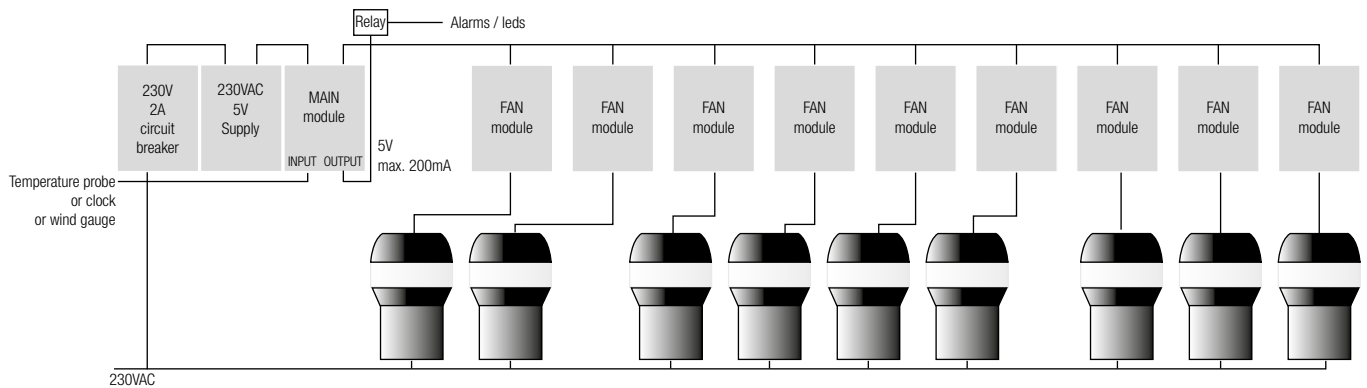 Relay
Alarms / leds
230V
2A
circuit
breaker
230VAC
5V
Supply
MAIN
module
INPUT OUTPUT
5V
max. 200mA
FAN
module
FAN
module
FAN
module
FAN
module
FAN
module
FAN
module
FAN
module
FAN
module
FAN
module
Temperature probe
or clock
or wind gauge
230VAC